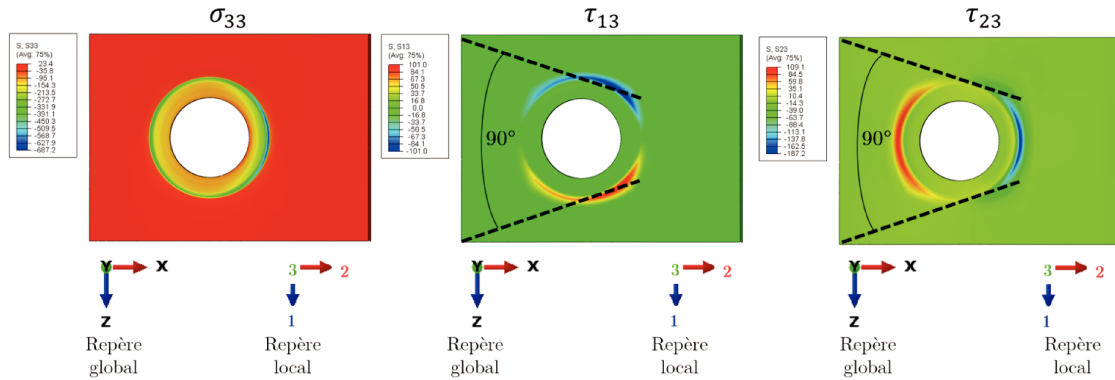 σ₃₃
S, S33
(Avg: 75%)
23.4
-35.8
-95.1
-154.3
-213.5
-272.7
-331.9
-391.1
-450.3
-509.5
-568.7
-627.9
-687.2
Y
X
Z
3
2
1
Repère
global
Repère
local
τ₁₃
S, S13
(Avg: 75%)
101.0
84.1
67.3
50.5
33.7
16.8
0.0
-16.8
-33.7
-50.5
-67.3
-84.1
-101.0
90°
Y
X
Z
3
2
1
Repère
global
Repère
local
τ₂₃
S, S23
(Avg: 75%)
109.1
84.5
59.8
35.1
10.4
-14.3
-39.0
-63.7
-88.4
-113.1
-137.8
-162.5
-187.2
90°
Y
X
Z
3
2
1
Repère
global
Repère
local